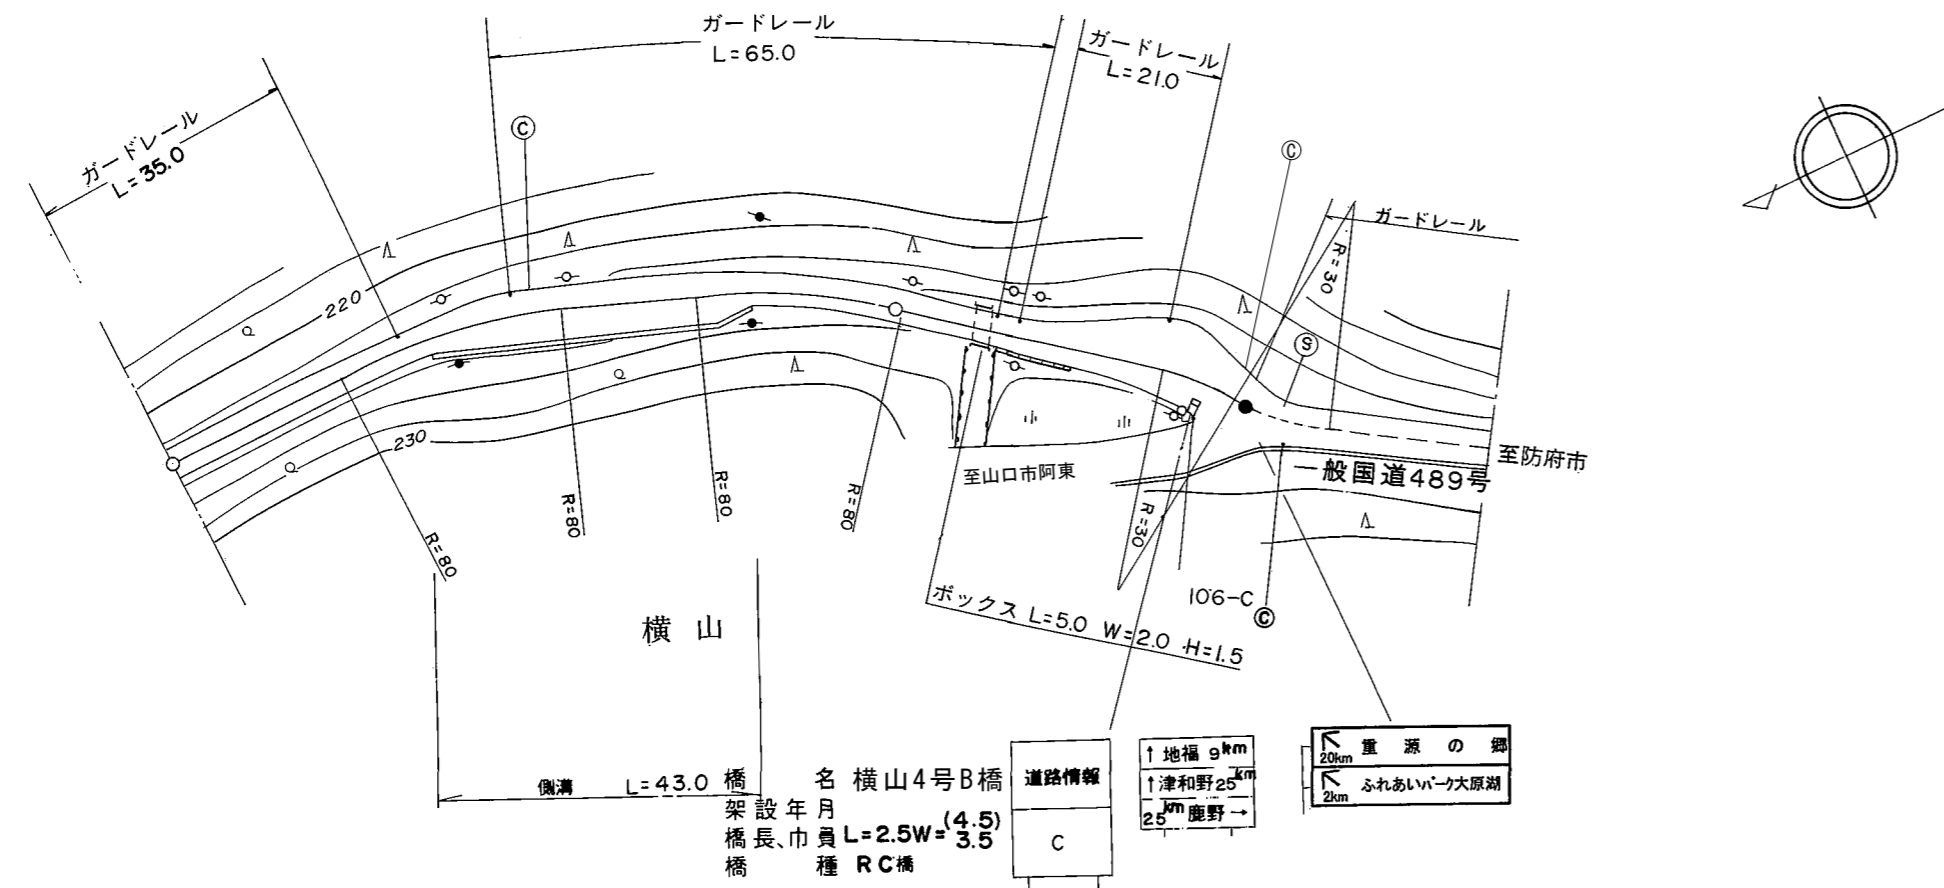 ガードレール
L=65.0
ガードレール
L=21.0
ガードレール
L=35.0
Ⓒ
Ⓒ
ガードレール
R=30
Ⓢ
220
230
至防府市
一般国道489号
至山口市阿東
R=80
R=80
R=80
R=80
R=30
106-C
Ⓒ
ボックス L=5.0 W=2.0 H=1.5
横山
側溝 L=43.0
橋名 横山4号B橋
架設年月
橋長、巾員 L=2.5 W=(4.5) 3.5
橋種 RC橋
道路情報
C
↑地福 9km
↑津和野25km
25km鹿野→
↖ 20km 重源の郷
↖ 2km ふれあいパーク大原湖